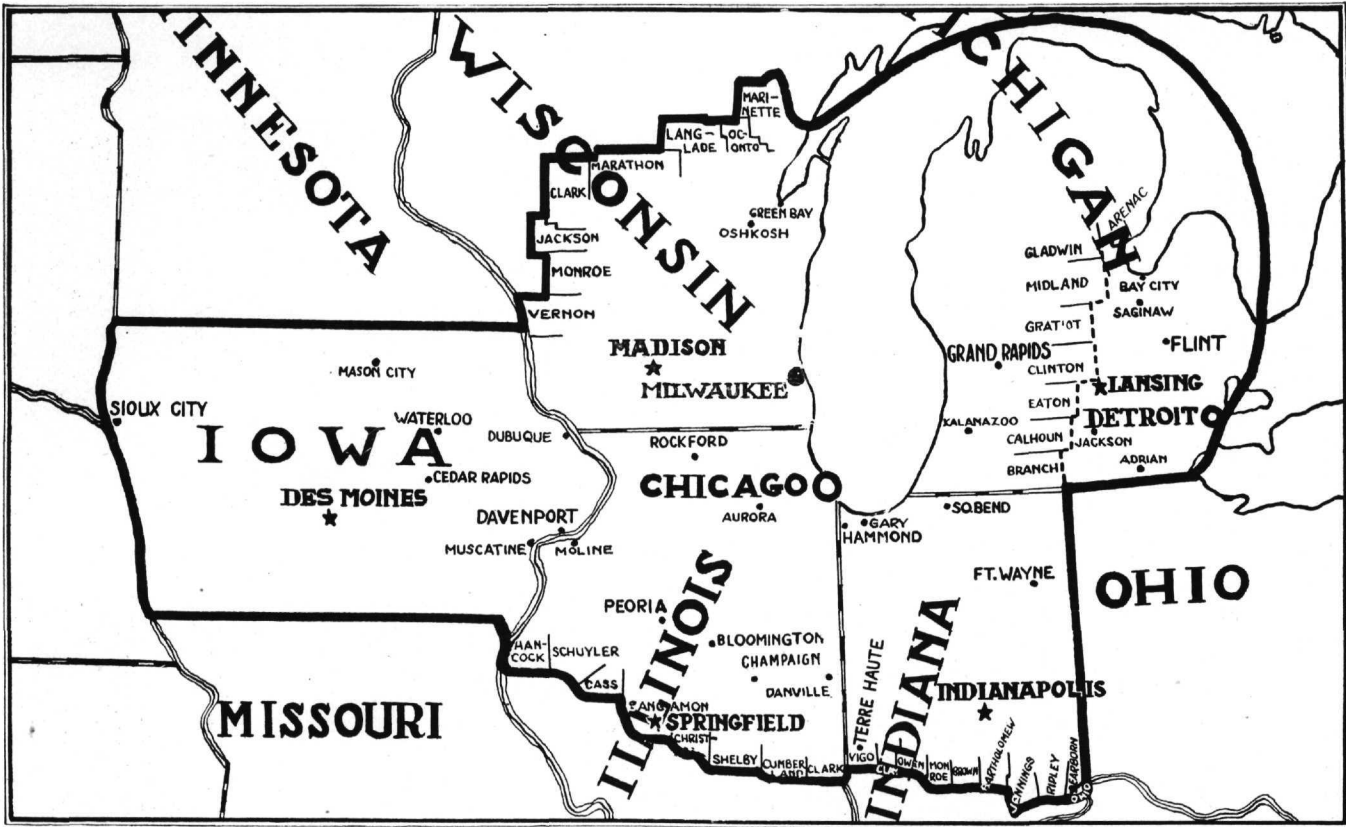 MINNESOTA
WISCONSIN
MICHIGAN
MARI-
NETTE
LANG-
LADE
OC-
ONTO
MARATHON
CLARK
JACKSON
MONROE
VERNON
GREEN BAY
OSHKOSH
ARENAC
GLADWIN
MIDLAND
BAY CITY
SAGINAW
GRATIOT
FLINT
GRAND RAPIDS
CLINTON
LANSING
EATON
DETROIT
KALANAZOO
CALHOUN
JACKSON
BRANCH
ADRIAN
MADISON
MILWAUKEE
MASON CITY
SIOUX CITY
WATERLOO
IOWA
DUBUQUE
CEDAR RAPIDS
DES MOINES
DAVENPORT
MUSCATINE
MOLINE
ROCKFORD
CHICAGO
AURORA
GARY
HAMMOND
SO.BEND
FT. WAYNE
OHIO
PEORIA
ILLINOIS
BLOOMINGTON
CHAMPAIGN
DANVILLE
HAN-
COCK
SCHUYLER
CASS
SANGAMON
SPRINGFIELD
CHRIST-
SHELBY
CUMBER
LAND
CLARK
MISSOURI
TERRE HAUTE
INDIANA
INDIANAPOLIS
VIGO
OWEN
MON
ROE
BROWN
BARTHOLOMEW
JENNINGS
RIPLEY
DEARBORN
OHIO